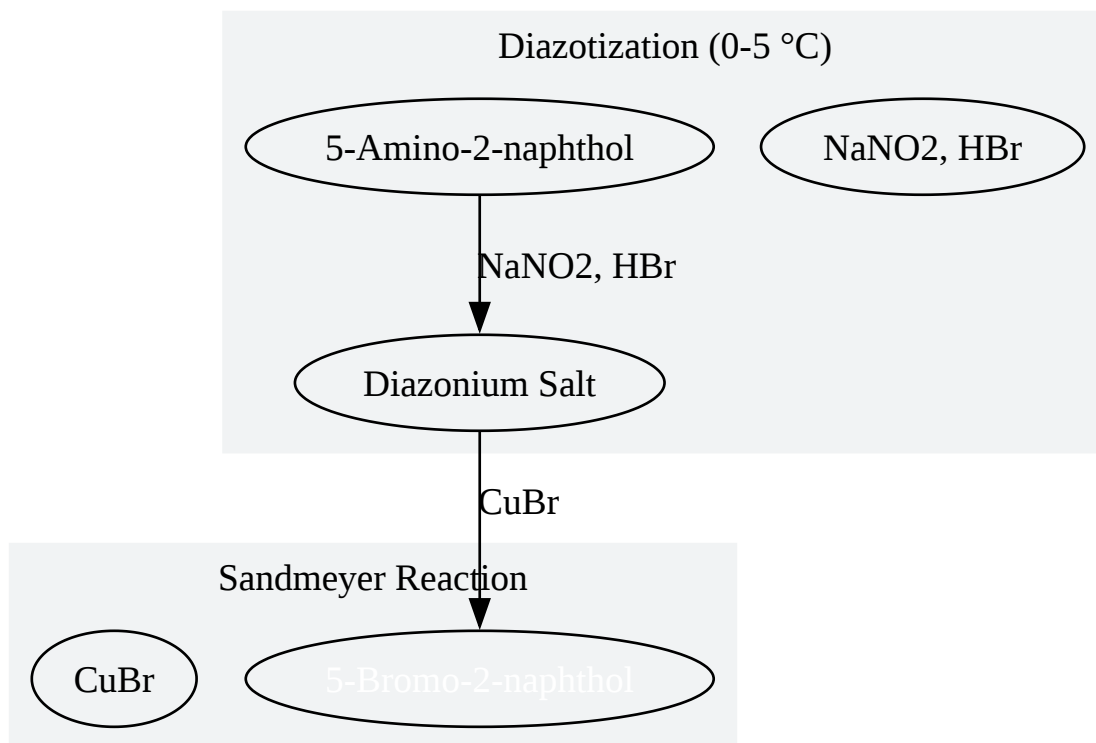 Diazotization (0-5 °C)
5-Amino-2-naphthol
NaNO2, HBr
NaNO2, HBr
Diazonium Salt
CuBr
Sandmeyer Reaction
CuBr
5-Bromo-2-naphthol